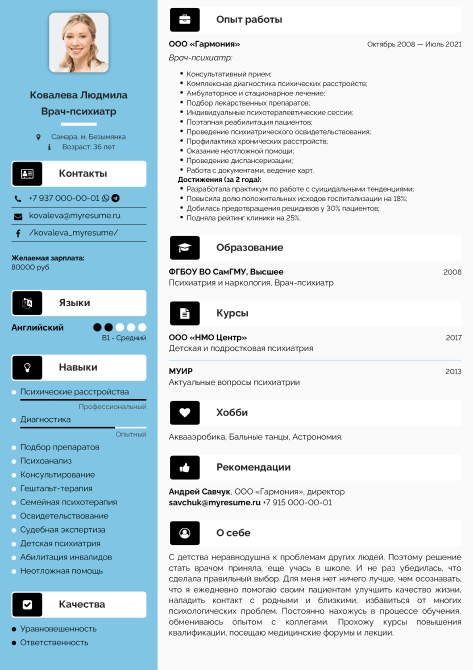 Ковалева Людмила
Врач-психиатр
Самара, м. Безымянка
Возраст: 36 лет
Контакты
+7 937 000-00-01
kovaleva@myresume.ru
/kovaleva_myresume/
Желаемая зарплата:
80000 руб
Языки
Английский
B1 - Средний
Навыки
Психические расстройства
Профессиональный
Диагностика
Опытный
Подбор препаратов
Психоанализ
Консультирование
Гештальт-терапия
Семейная психотерапия
Освидетельствование
Судебная экспертиза
Детская психиатрия
Абилитация инвалидов
Неотложная помощь
Качества
Уравновешенность
Ответственность
Опыт работы
ООО «Гармония» Октябрь 2008 — Июль 2021
Врач-психиатр:
Консультативный прием;
Комплексная диагностика психических расстройств;
Амбулаторное и стационарное лечение;
Подбор лекарственных препаратов;
Индивидуальные психотерапевтические сессии;
Поэтапная реабилитация пациентов;
Проведение психиатрического освидетельствования;
Профилактика хронических расстройств;
Оказание неотложной помощи;
Проведение диспансеризации;
Работа с документами, ведение карт.
Достижения (за 2 года):
Разработала практикум по работе с суицидальными тенденциями;
Повысила долю положительных исходов госпитализации на 18%;
Добилась предотвращения рецидивов у 30% пациентов;
Подняла рейтинг клиники на 25%.
Образование
ФГБОУ ВО СамГМУ, Высшее 2008
Психиатрия и наркология, Врач-психиатр
Курсы
ООО «НМО Центр» 2017
Детская и подростковая психиатрия
МУИР 2013
Актуальные вопросы психиатрии
Хобби
Аквааэробика, Бальные танцы, Астрономия.
Рекомендации
Андрей Савчук, ООО «Гармония», директор
savchuk@myresume.ru +7 915 000-00-01
О себе
С детства неравнодушна к проблемам других людей. Поэтому решение
стать врачом приняла, еще учась в школе. И не раз убедилась, что
сделала правильный выбор. Для меня нет ничего лучше, чем осознавать,
что я ежедневно помогаю своим пациентам улучшить качество жизни,
наладить контакт с родными и близкими, избавиться от многих
психологических проблем. Постоянно нахожусь в процессе обучения,
обмениваюсь опытом с коллегами. Прохожу курсы повышения
квалификации, посещаю медицинские форумы и лекции.